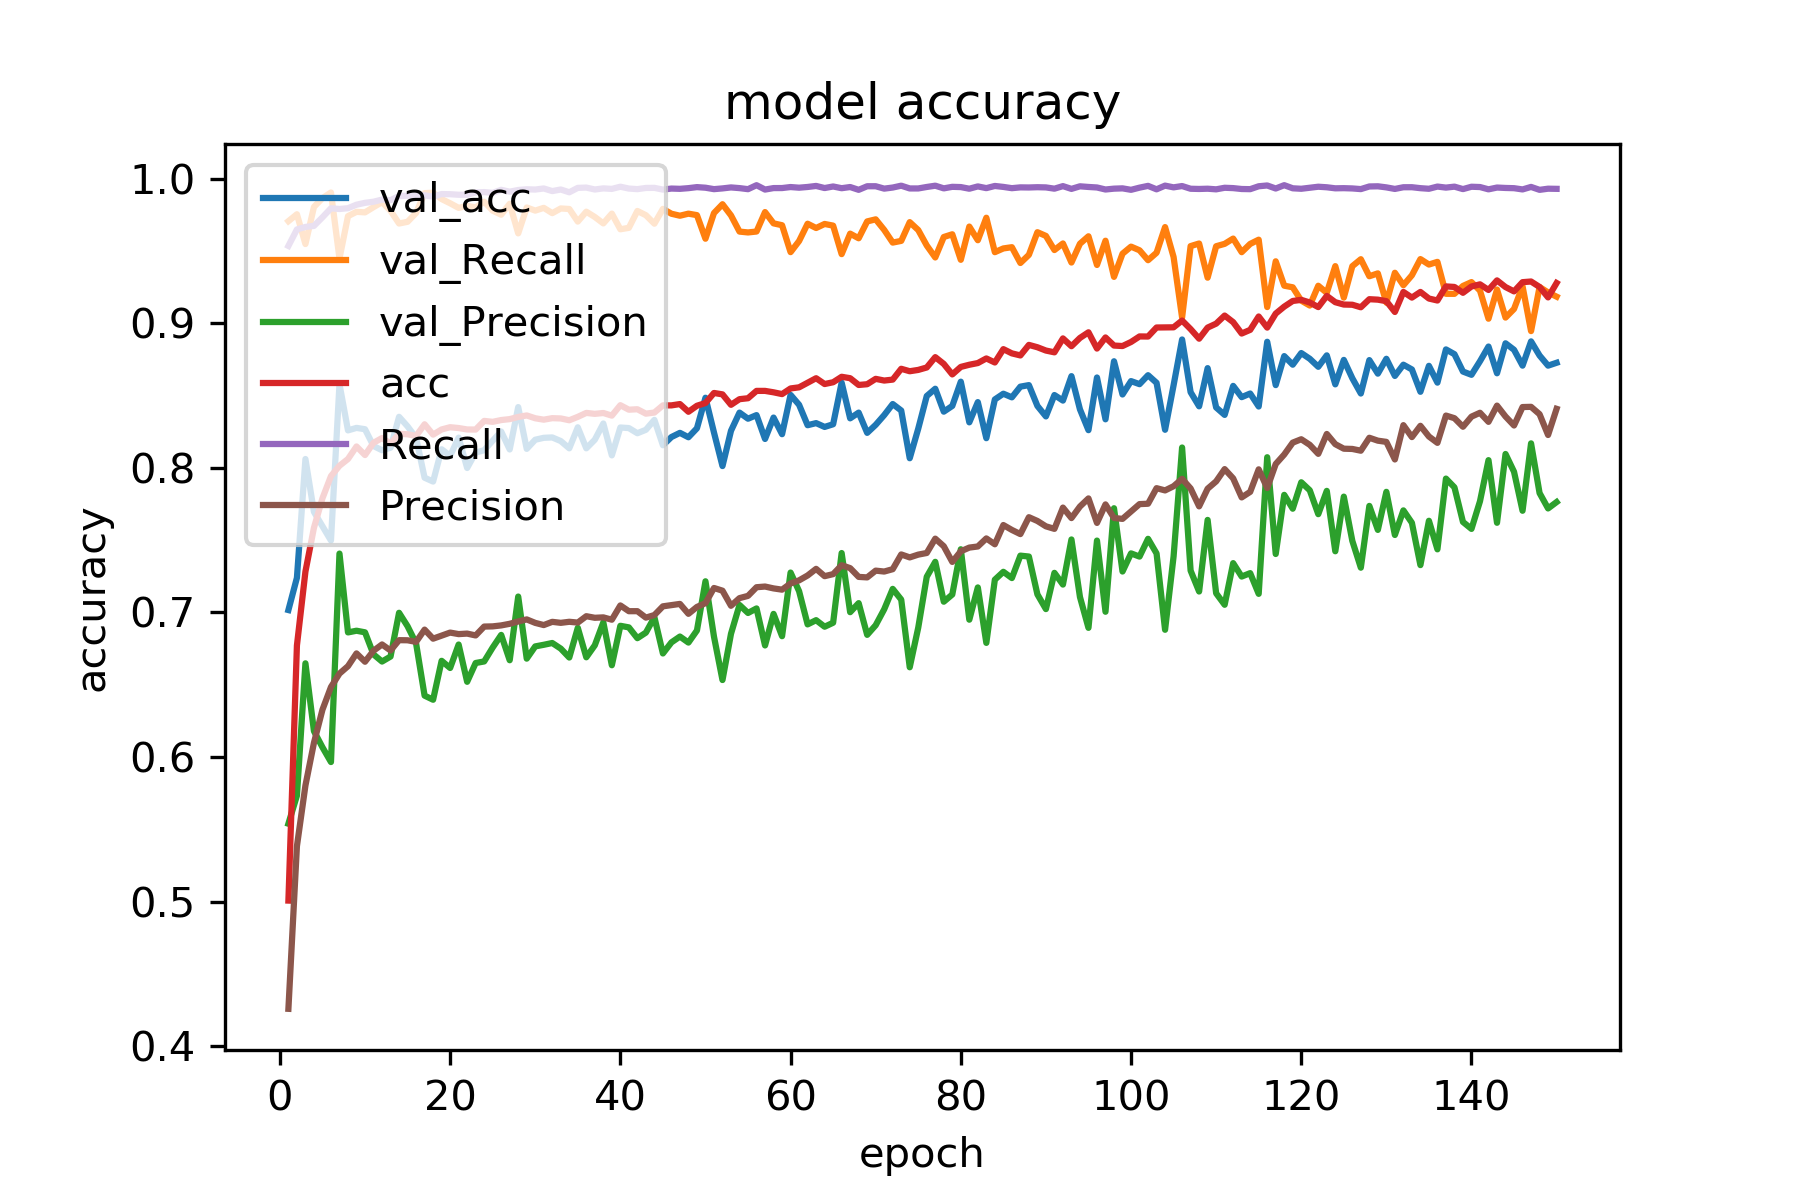 model accuracy
accuracy
1.0
0.9
0.8
0.7
0.6
0.5
0.4
val_acc
val_Recall
val_Precision
acc
Recall
Precision
0 20 40 60 80 100 120 140
epoch